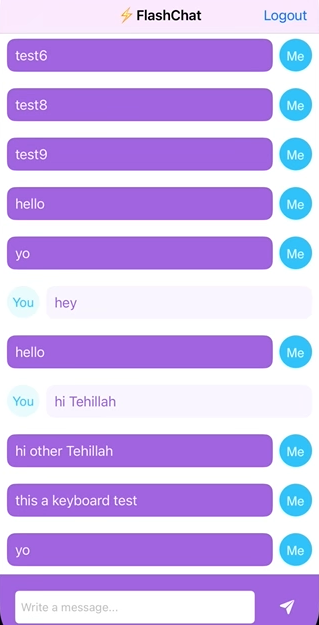 ⚡️FlashChat Logout
test6 Me
test8 Me
test9 Me
hello Me
yo Me
You hey
hello Me
You hi Tehillah
hi other Tehillah Me
this a keyboard test Me
yo Me
Write a message...